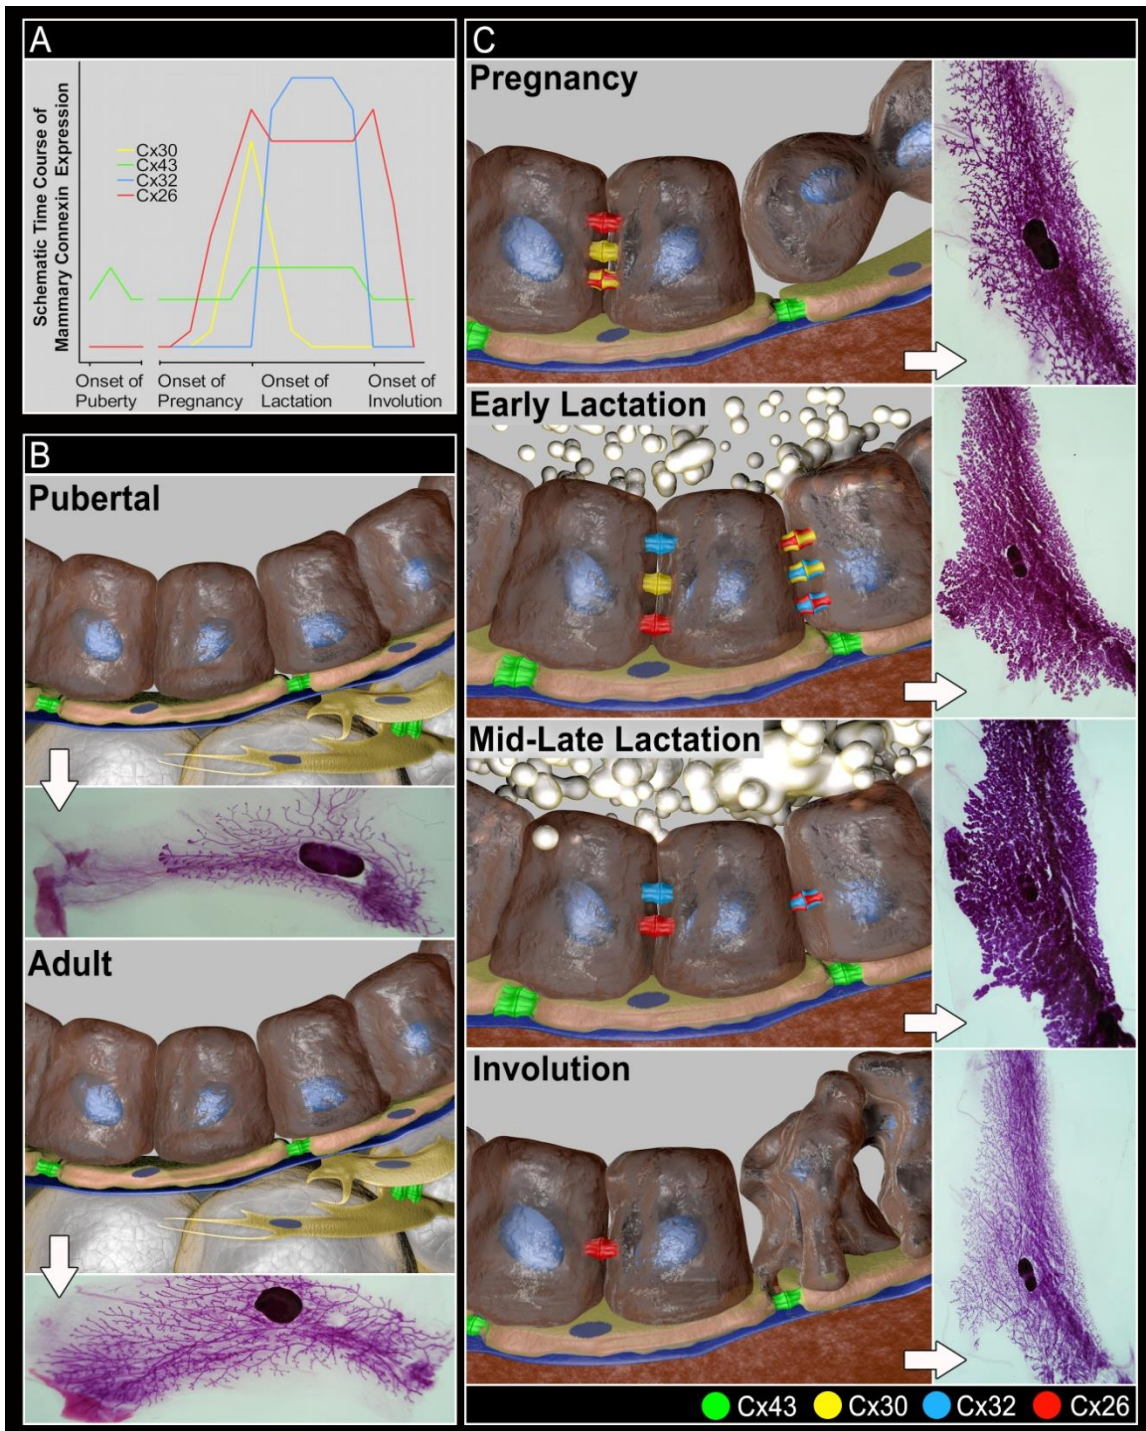 A
Schematic Time Course of
Mammary Connexin Expression
Cx30
Cx43
Cx32
Cx26
Onset of
Puberty
Onset of
Pregnancy
Onset of
Lactation
Onset of
Involution
B
Pubertal
Adult
C
Pregnancy
Early Lactation
Mid-Late Lactation
Involution
Cx43 Cx30 Cx32 Cx26